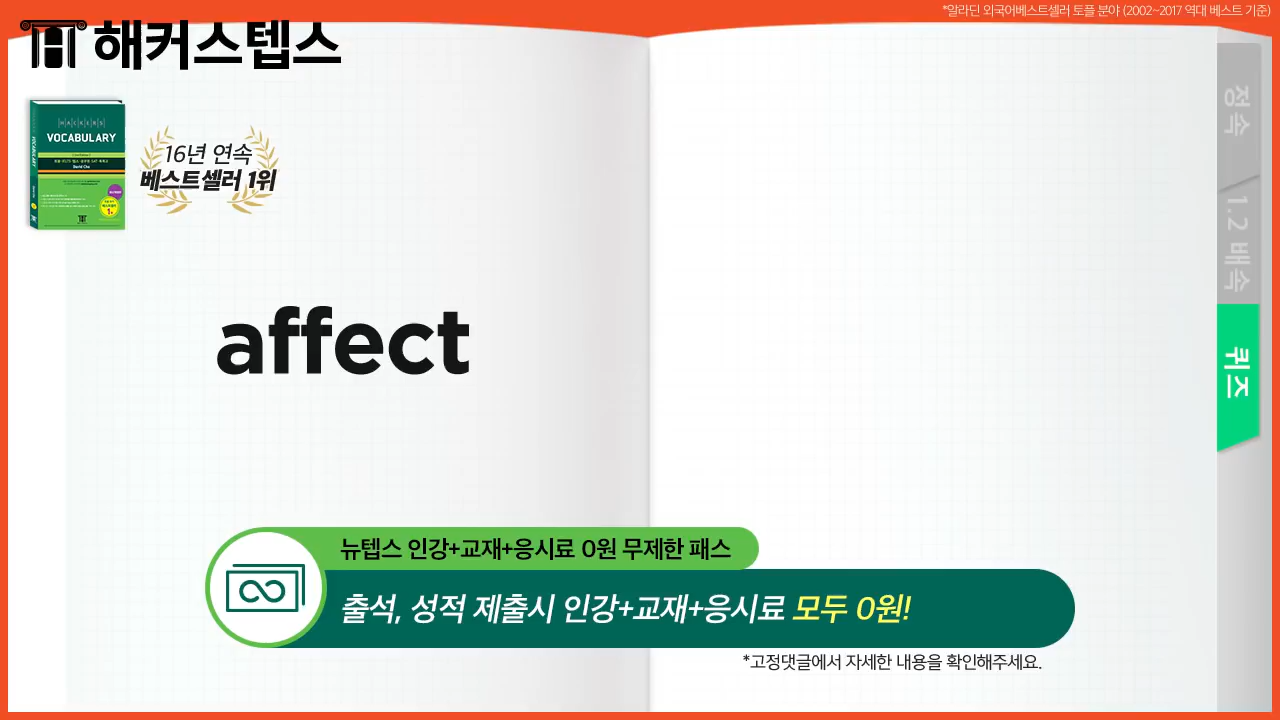 *알라딘 외국어베스트셀러 토플 분야 (2002~2017 역대 베스트 기준)
해커스텝스
HACKERS
VOCABULARY
16년 연속
베스트셀러 1위
정속
1.2 배속
퀴즈
affect
뉴텝스 인강+교재+응시료 0원 무제한 패스
출석, 성적 제출시 인강+교재+응시료 모두 0원!
*고정댓글에서 자세한 내용을 확인해주세요.